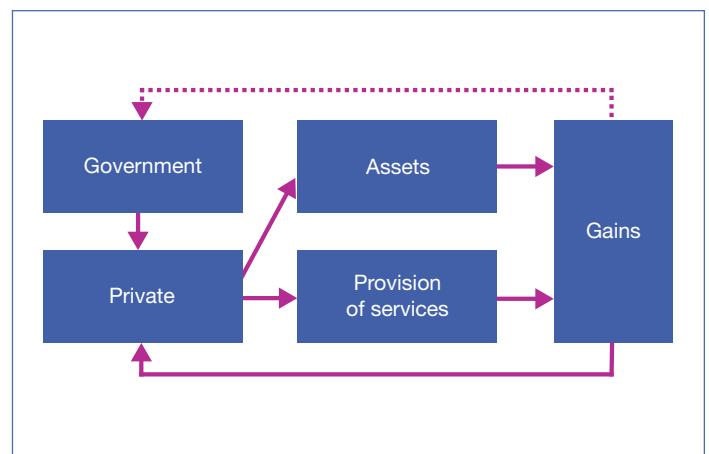 Government
Assets
Gains
Private
Provision
of services